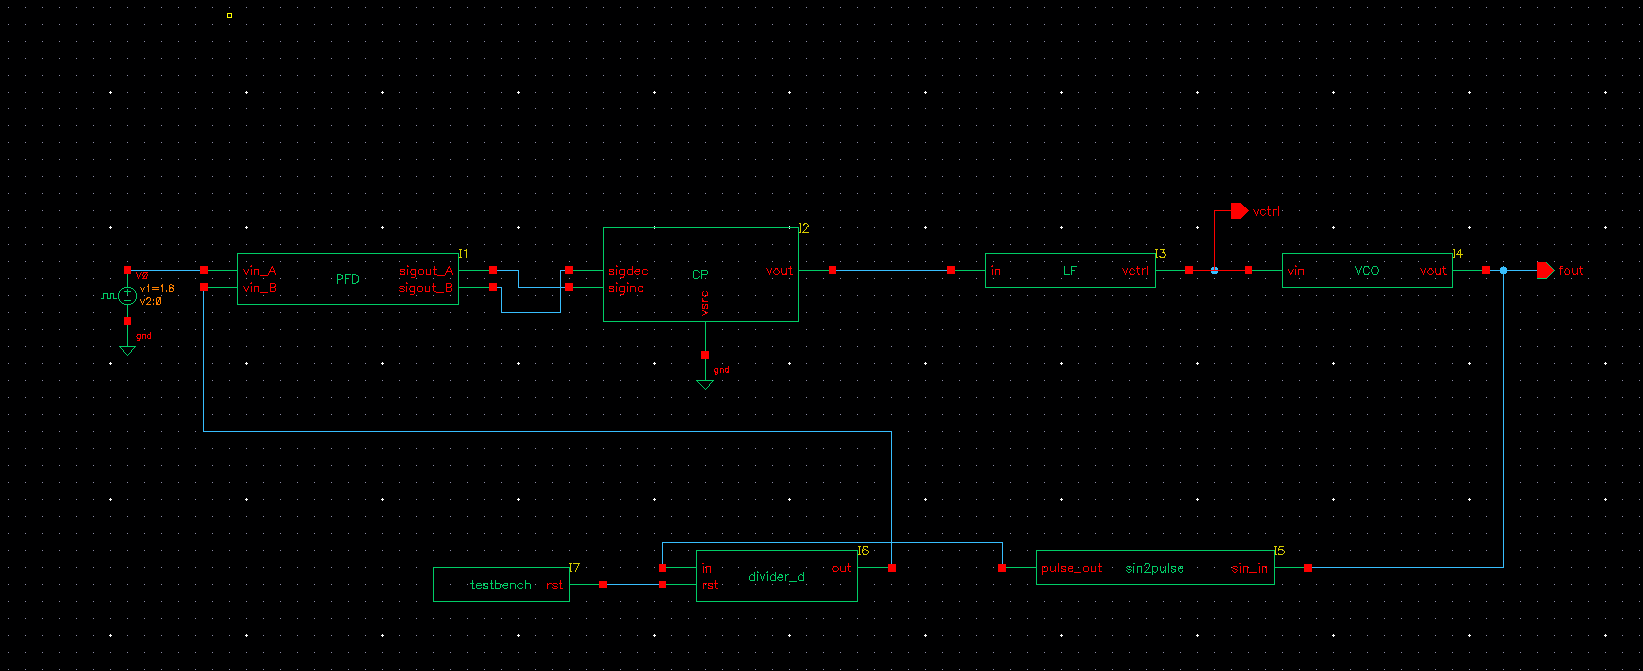 vctrl
I1
I2
I3
I4
vin_A
vin_B
PFD
sigout_A
sigout_B
sigdec
siginc
CP
vout
vsrc
in
LF
vctrl
vin
VCO
vout
fout
v1=1.8
v2:0
gnd
gnd
I7
I6
I5
testbench rst
in
rst
divider_d
out
pulse_out
sin2pulse
sin_in